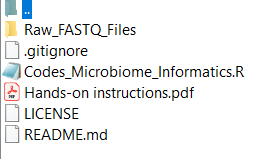 ..
Raw_FASTQ_Files
.gitignore
Codes_Microbiome_Informatics.R
Hands-on instructions.pdf
LICENSE
README.md